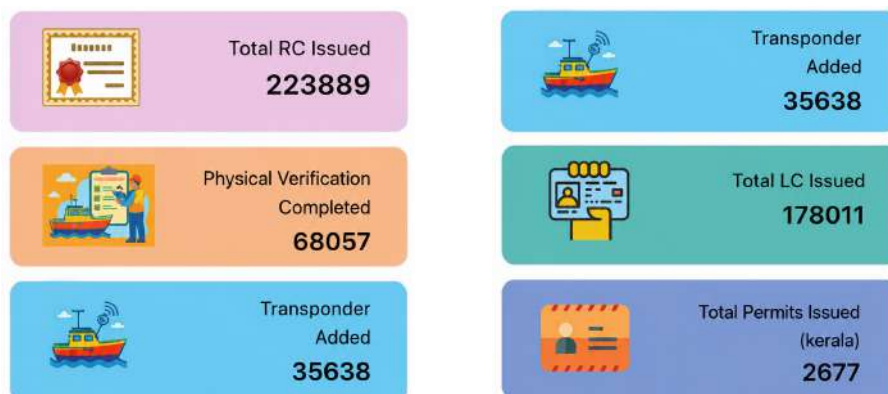 Total RC Issued
223889
Physical Verification
Completed
68057
Transponder
Added
35638
Transponder
Added
35638
Total LC Issued
178011
Total Permits Issued
(kerala)
2677